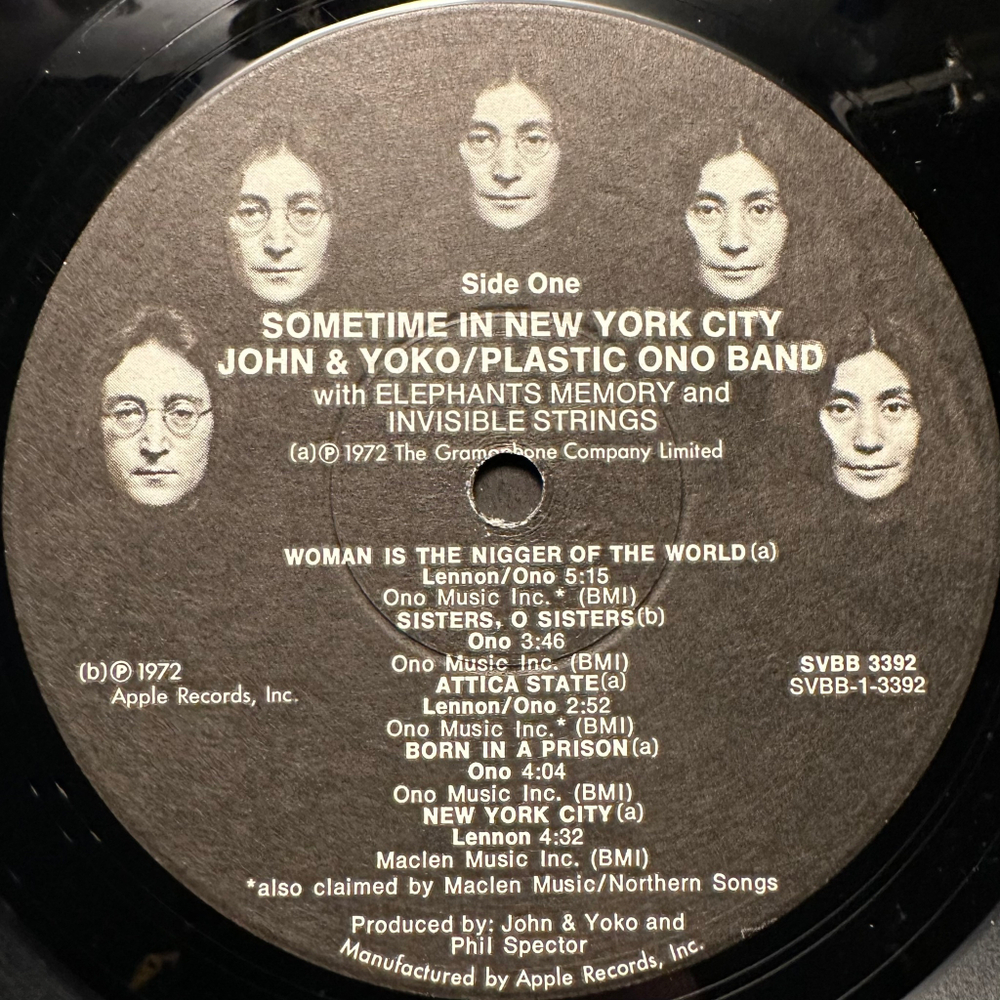 Side One
SOMETIME IN NEW YORK CITY
JOHN & YOKO/PLASTIC ONO BAND
with ELEPHANTS MEMORY and
INVISIBLE STRINGS
(a)Ⓟ 1972 The Gramophone Company Limited
WOMAN IS THE NIGGER OF THE WORLD (a)
Lennon/Ono 5:15
Ono Music Inc.* (BMI)
SISTERS, O SISTERS (b)
Ono 3:46
Ono Music Inc. (BMI)
ATTICA STATE (a)
Lennon/Ono 2:52
Ono Music Inc.* (BMI)
BORN IN A PRISON (a)
Ono 4:04
Ono Music Inc. (BMI)
NEW YORK CITY (a)
Lennon 4:32
Maclen Music Inc. (BMI)
*also claimed by Maclen Music/Northern Songs
(b)Ⓟ 1972
Apple Records, Inc.
SVBB 3392
SVBB-1-3392
Produced by: John & Yoko and
Phil Spector
Manufactured by Apple Records, Inc.